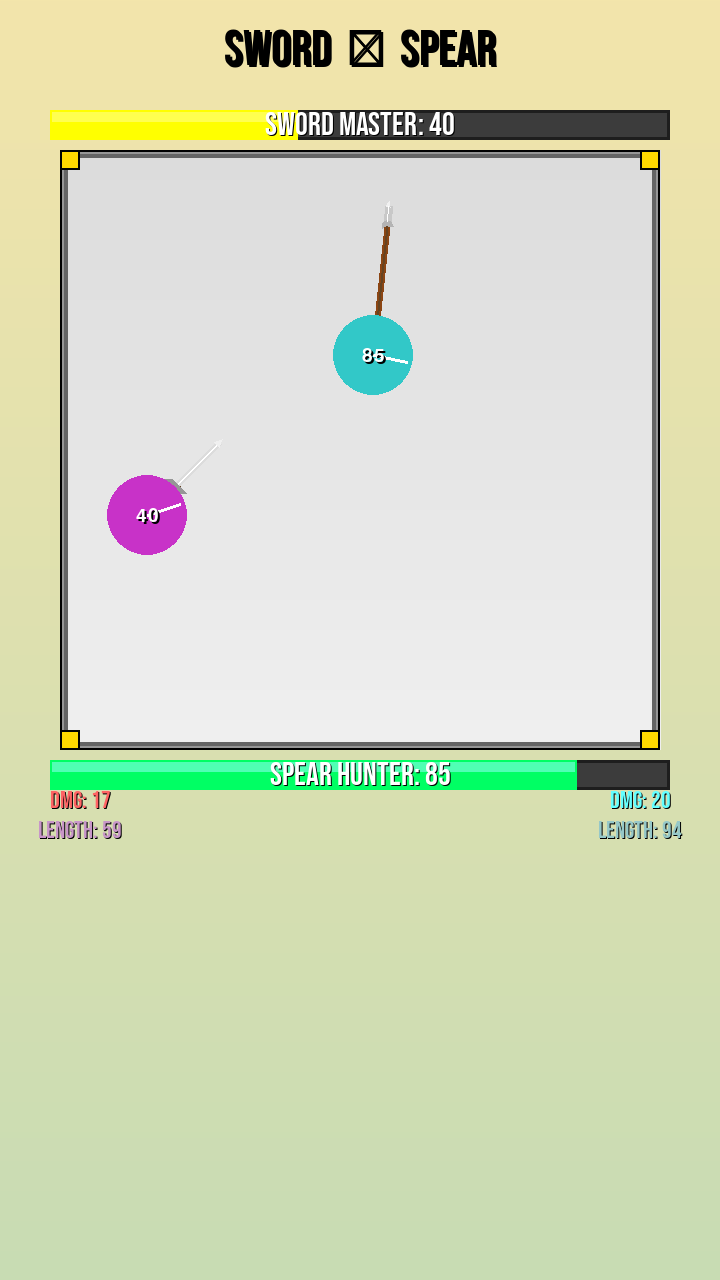 SWORD SPEAR
SWORD MASTER: 40
85
40
SPEAR HUNTER: 85
DMG: 17
DMG: 20
LENGTH: 59
LENGTH: 94